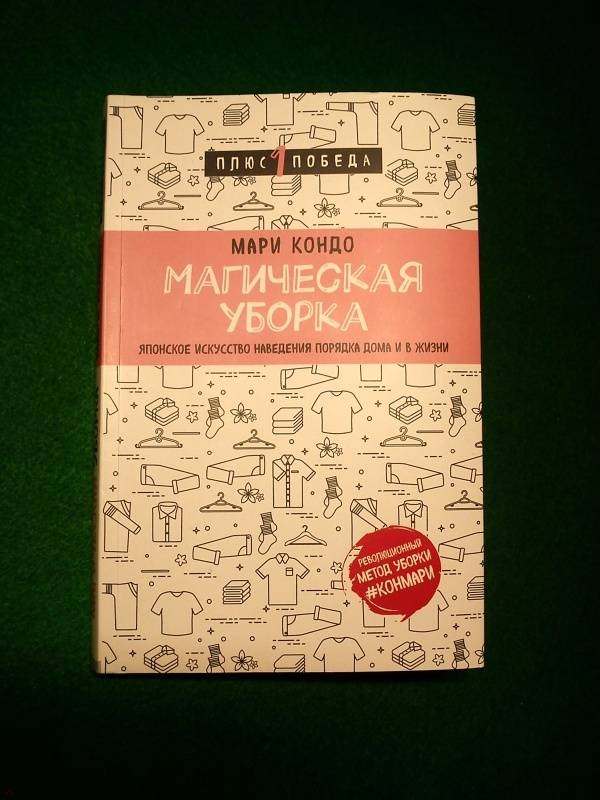 ПЛЮС 1 ПОБЕДА
МАРИ КОНДО
МАГИЧЕСКАЯ
УБОРКА
ЯПОНСКОЕ ИСКУССТВО НАВЕДЕНИЯ ПОРЯДКА ДОМА И В ЖИЗНИ
РЕВОЛЮЦИОННЫЙ
МЕТОД УБОРКИ
#КОНМАРИ